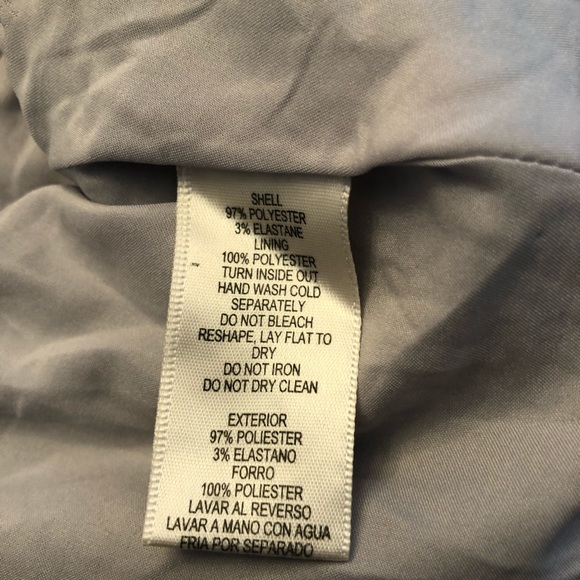 SHELL
97% POLYESTER
3% ELASTANE
LINING
100% POLYESTER
TURN INSIDE OUT
HAND WASH COLD
SEPARATELY
DO NOT BLEACH
RESHAPE, LAY FLAT TO
DRY
DO NOT IRON
DO NOT DRY CLEAN
EXTERIOR
97% POLIESTER
3% ELASTANO
FORRO
100% POLIESTER
LAVAR AL REVERSO
LAVAR A MANO CON AGUA
FRIA POR SEPARADO